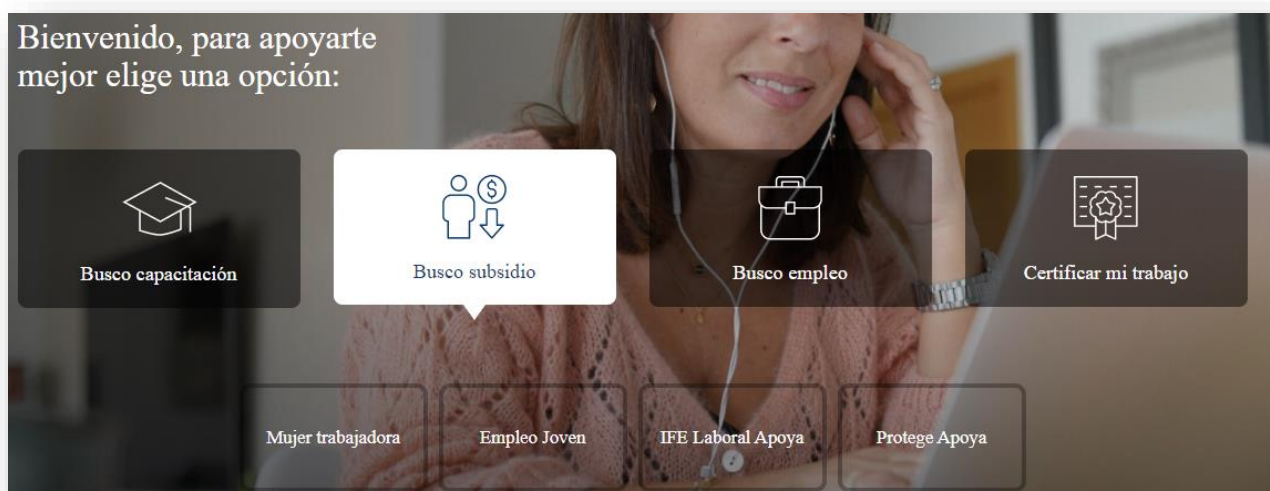 Bienvenido, para apoyarte
mejor elige una opción:
Busco capacitación
Busco subsidio
Busco empleo
Certificar mi trabajo
Mujer trabajadora
Empleo Joven
IFE Laboral Apoya
Protege Apoya